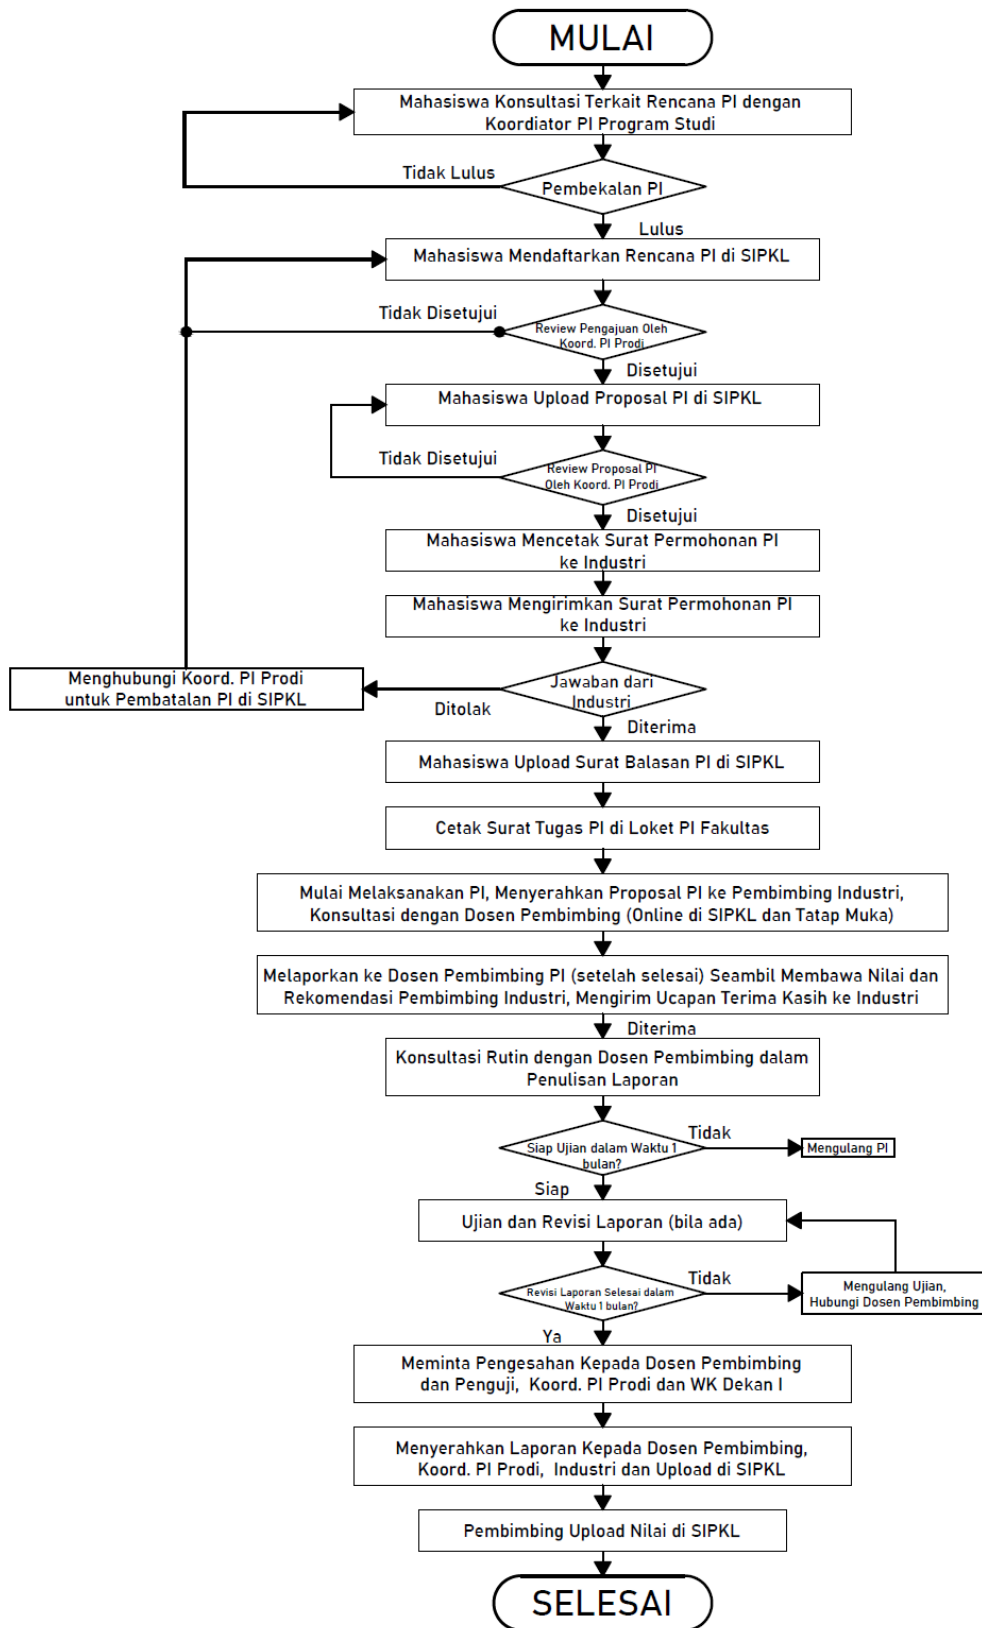 MULAI
Mahasiswa Konsultasi Terkait Rencana PI dengan
Koordiator PI Program Studi
Tidak Lulus
Pembekalan PI
Lulus
Mahasiswa Mendaftarkan Rencana PI di SIPKL
Tidak Disetujui
Review Pengajuan Oleh
Koord. PI Prodi
Disetujui
Mahasiswa Upload Proposal PI di SIPKL
Tidak Disetujui
Review Proposal PI
Oleh Koord. PI Prodi
Disetujui
Mahasiswa Mencetak Surat Permohonan PI
ke Industri
Mahasiswa Mengirimkan Surat Permohonan PI
ke Industri
Menghubungi Koord. PI Prodi
untuk Pembatalan PI di SIPKL
Ditolak
Jawaban dari
Industri
Diterima
Mahasiswa Upload Surat Balasan PI di SIPKL
Cetak Surat Tugas PI di Loket PI Fakultas
Mulai Melaksanakan PI, Menyerahkan Proposal PI ke Pembimbing Industri,
Konsultasi dengan Dosen Pembimbing (Online di SIPKL dan Tatap Muka)
Melaporkan ke Dosen Pembimbing PI (setelah selesai) Seambil Membawa Nilai dan
Rekomendasi Pembimbing Industri, Mengirim Ucapan Terima Kasih ke Industri
Diterima
Konsultasi Rutin dengan Dosen Pembimbing dalam
Penulisan Laporan
Siap Ujian dalam Waktu 1
bulan?
Tidak
Mengulang PI
Siap
Ujian dan Revisi Laporan (bila ada)
Revisi Laporan Selesai dalam
Waktu 1 bulan?
Tidak
Mengulang Ujian,
Hubungi Dosen Pembimbing
Ya
Meminta Pengesahan Kepada Dosen Pembimbing
dan Penguji, Koord. PI Prodi dan WK Dekan I
Menyerahkan Laporan Kepada Dosen Pembimbing,
Koord. PI Prodi, Industri dan Upload di SIPKL
Pembimbing Upload Nilai di SIPKL
SELESAI